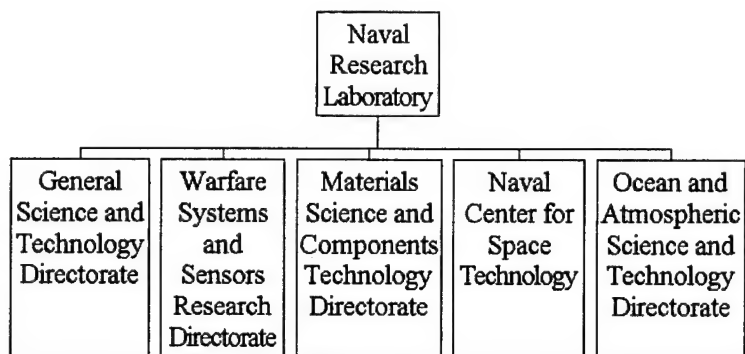 Naval
Research
Laboratory
General
Science and
Technology
Directorate
Warfare
Systems
and
Sensors
Research
Directorate
Materials
Science and
Components
Technology
Directorate
Naval
Center for
Space
Technology
Ocean and
Atmospheric
Science and
Technology
Directorate